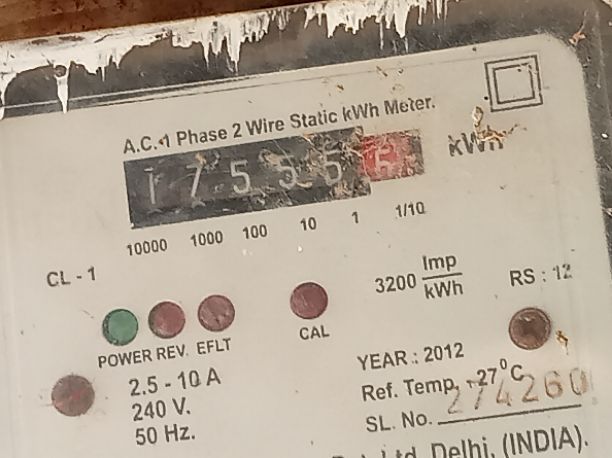 A.C. 1 Phase 2 Wire Static kWh Meter.
1 7 5 5 5 6 kWh
10000 1000 100 10 1 1/10
CL - 1
3200 Imp/kWh
RS : 12
POWER REV. EFLT
CAL
2.5 - 10 A
240 V.
50 Hz.
YEAR : 2012
Ref. Temp. -27°C
SL. No. 274260
Ltd. Delhi, (INDIA).